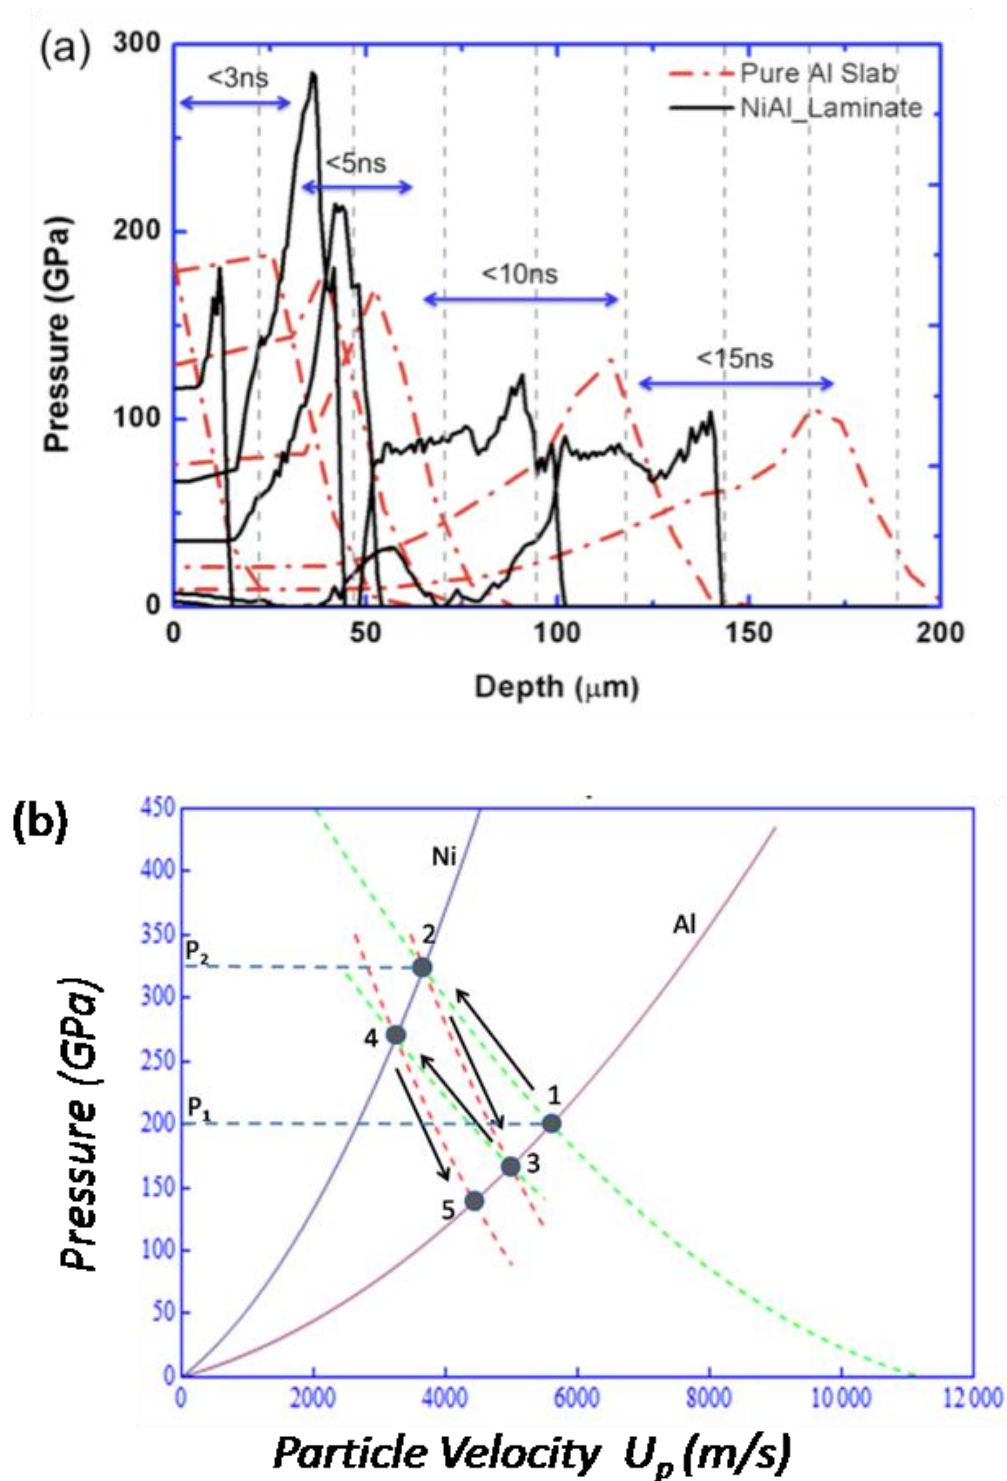 (a)
300
200
100
0
Pressure (GPa)
<3ns
<5ns
<10ns
<15ns
Pure Al Slab
NiAl_Laminate
0 50 100 150 200
Depth (μm)
(b)
450
400
350
300
250
200
150
100
50
0
Pressure (GPa)
P2
P1
Ni
Al
2
4
1
3
5
0 2000 4000 6000 8000 10 000 12 000
Particle Velocity Up (m/s)